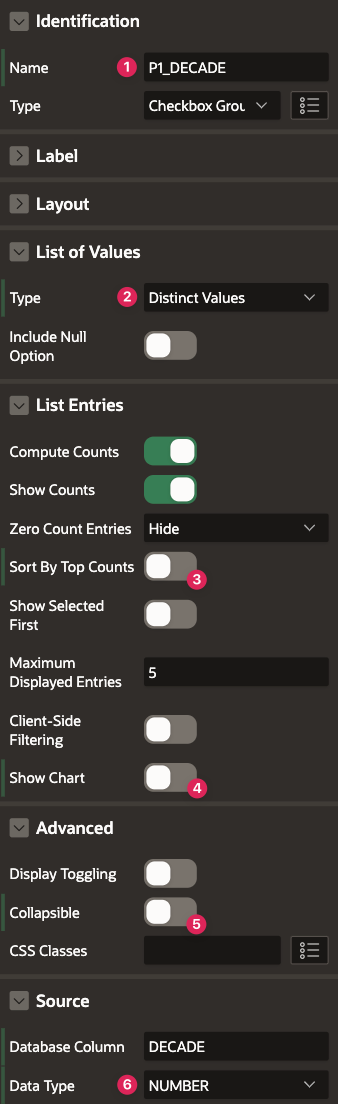 Identification
Name 1 P1_DECADE
Type Checkbox Grou
Label
Layout
List of Values
Type 2 Distinct Values
Include Null
Option
List Entries
Compute Counts
Show Counts
Zero Count Entries Hide
Sort By Top Counts 3
Show Selected
First
Maximum
Displayed Entries 5
Client-Side
Filtering
Show Chart 4
Advanced
Display Toggling
Collapsible 5
CSS Classes
Source
Database Column DECADE
Data Type 6 NUMBER